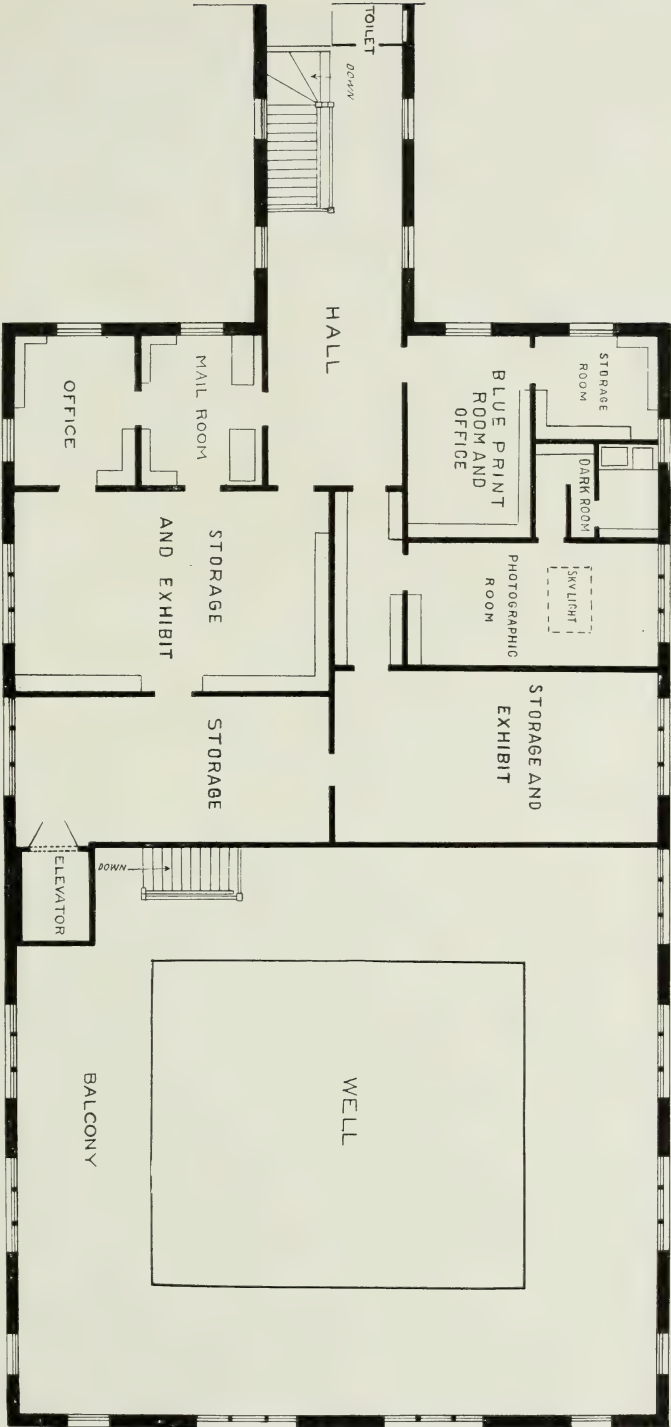 TOILET
DOWN
HALL
STORAGE
ROOM
BLUE PRINT
ROOM AND
OFFICE
DARK ROOM
MAIL ROOM
OFFICE
STORAGE
AND EXHIBIT
PHOTOGRAPHIC
ROOM
SKYLIGHT
STORAGE AND
EXHIBIT
STORAGE
ELEVATOR
DOWN
WELL
BALCONY